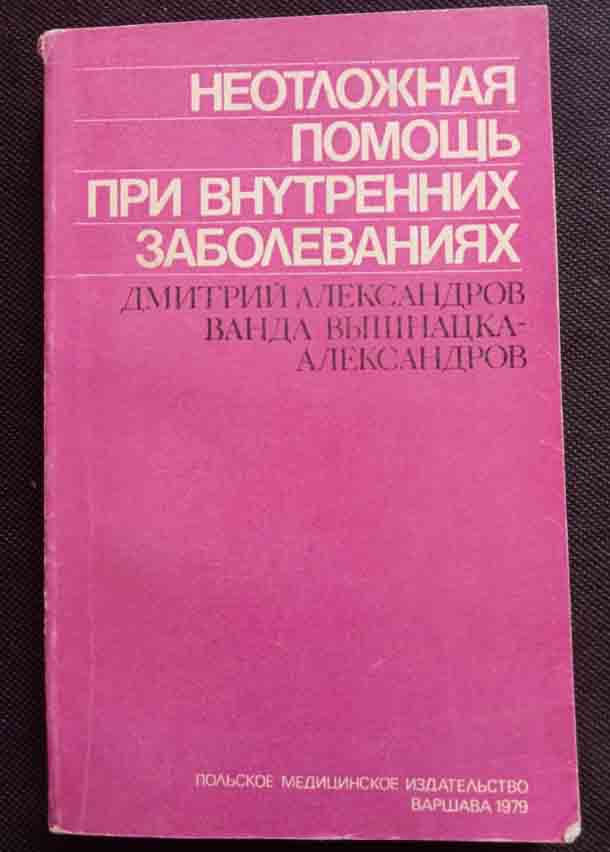 НЕОТЛОЖНАЯ
ПОМОЩЬ
ПРИ ВНУТРЕННИХ
ЗАБОЛЕВАНИЯХ
ДМИТРИЙ АЛЕКСАНДРОВ
ВАНДА ВЫШНАЦКА-
АЛЕКСАНДРОВ
ПОЛЬСКОЕ МЕДИЦИНСКОЕ ИЗДАТЕЛЬСТВО
ВАРШАВА 1979